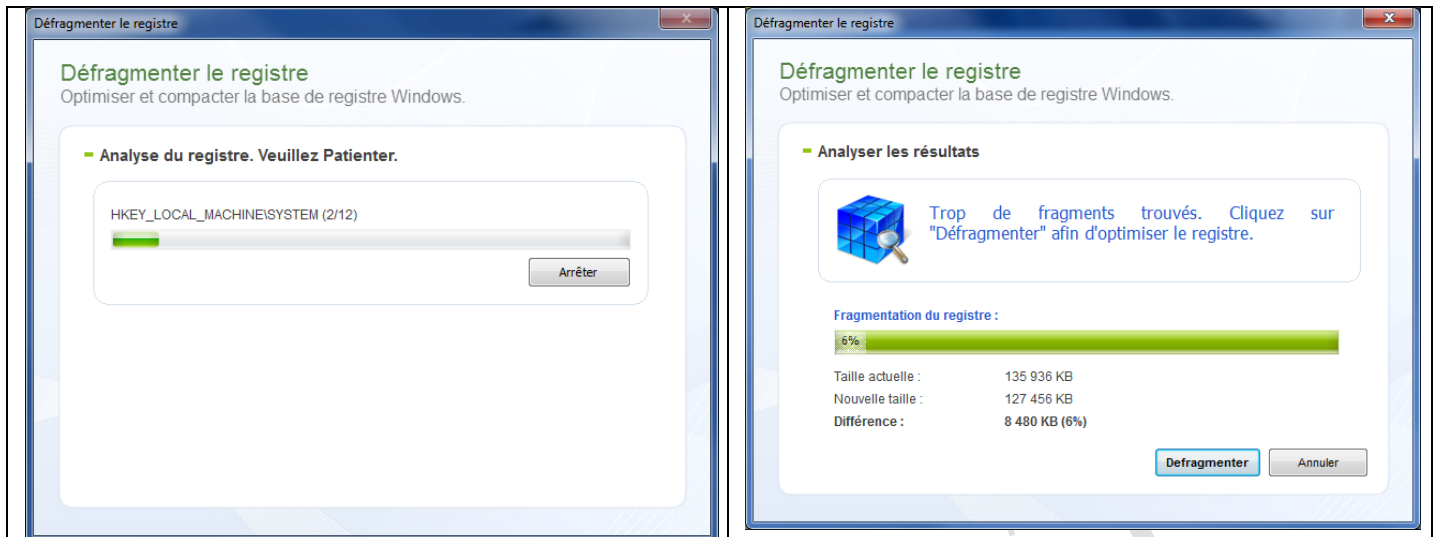 Défragmenter le registre
Défragmenter le registre
Optimiser et compacter la base de registre Windows.
Analyse du registre. Veuillez Patienter.
HKEY_LOCAL_MACHINE\SYSTEM (2/12)
Arrêter
Défragmenter le registre
x
Défragmenter le registre
Optimiser et compacter la base de registre Windows.
Analyser les résultats
Trop de fragments trouvés. Cliquez sur
"Défragmenter" afin d'optimiser le registre.
Fragmentation du registre :
6%
Taille actuelle : 135 936 KB
Nouvelle taille : 127 456 KB
Différence : 8 480 KB (6%)
Defragmenter Annuler